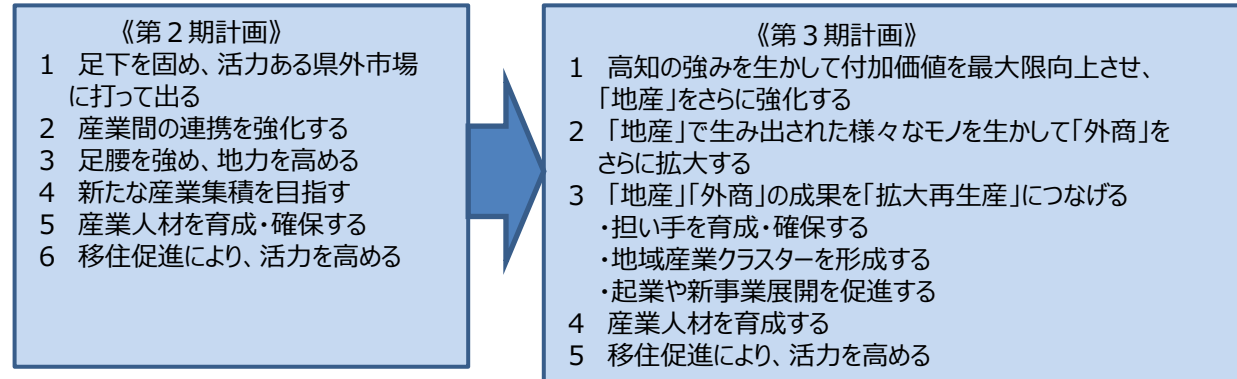 《第2期計画》
1 足下を固め、活力ある県外市場
に打って出る
2 産業間の連携を強化する
3 足腰を強め、地力を高める
4 新たな産業集積を目指す
5 産業人材を育成・確保する
6 移住促進により、活力を高める
《第3期計画》
1 高知の強みを生かして付加価値を最大限向上させ、
「地産」をさらに強化する
2 「地産」で生み出された様々なモノを生かして「外商」を
さらに拡大する
3 「地産」「外商」の成果を「拡大再生産」につなげる
・担い手を育成・確保する
・地域産業クラスターを形成する
・起業や新事業展開を促進する
4 産業人材を育成する
5 移住促進により、活力を高める